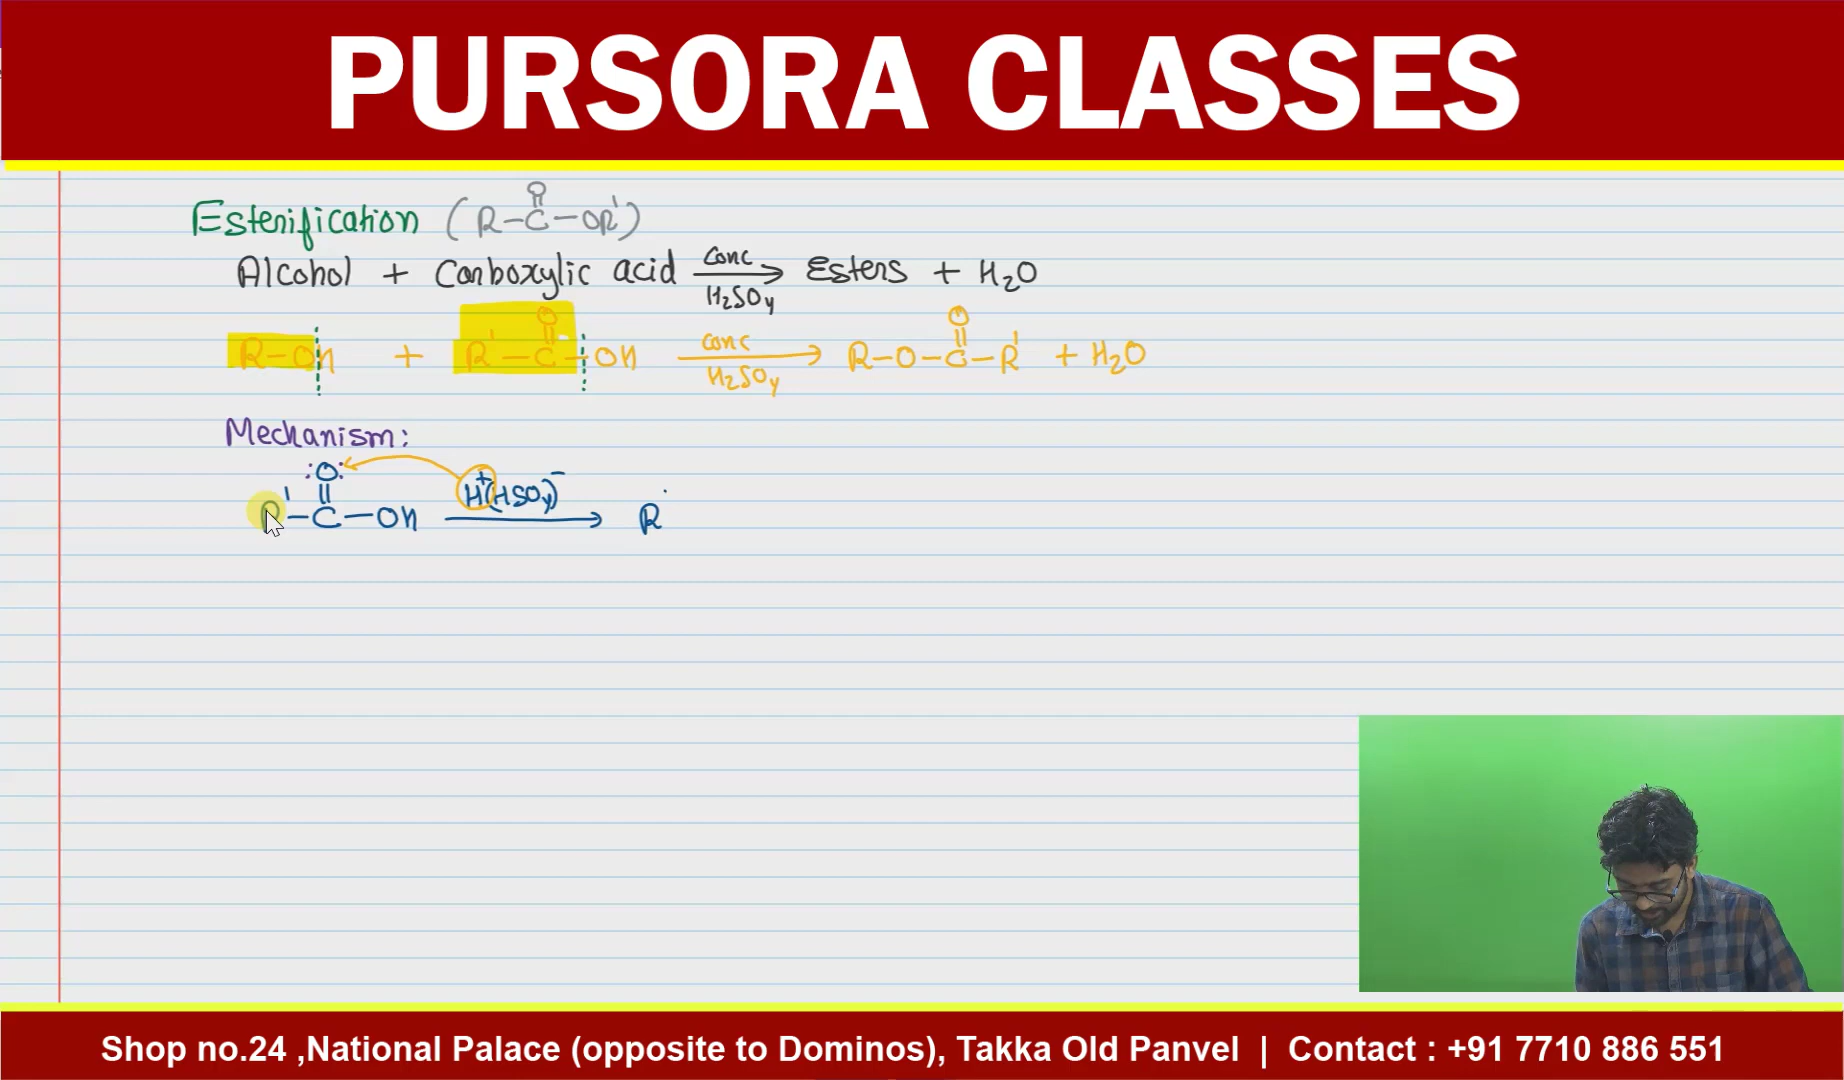 PURSORA CLASSES
Esterification (R-C-OR')
O
Alcohol + Carboxylic acid conc H2SO4 → Esters + H2O
O O
R-OH + R'-C-OH conc H2SO4 → R-O-C-R' + H2O
Mechanism:
:O: H+(HSO4)-
R'-C-OH → R
Shop no.24 ,National Palace (opposite to Dominos), Takka Old Panvel | Contact : +91 7710 886 551